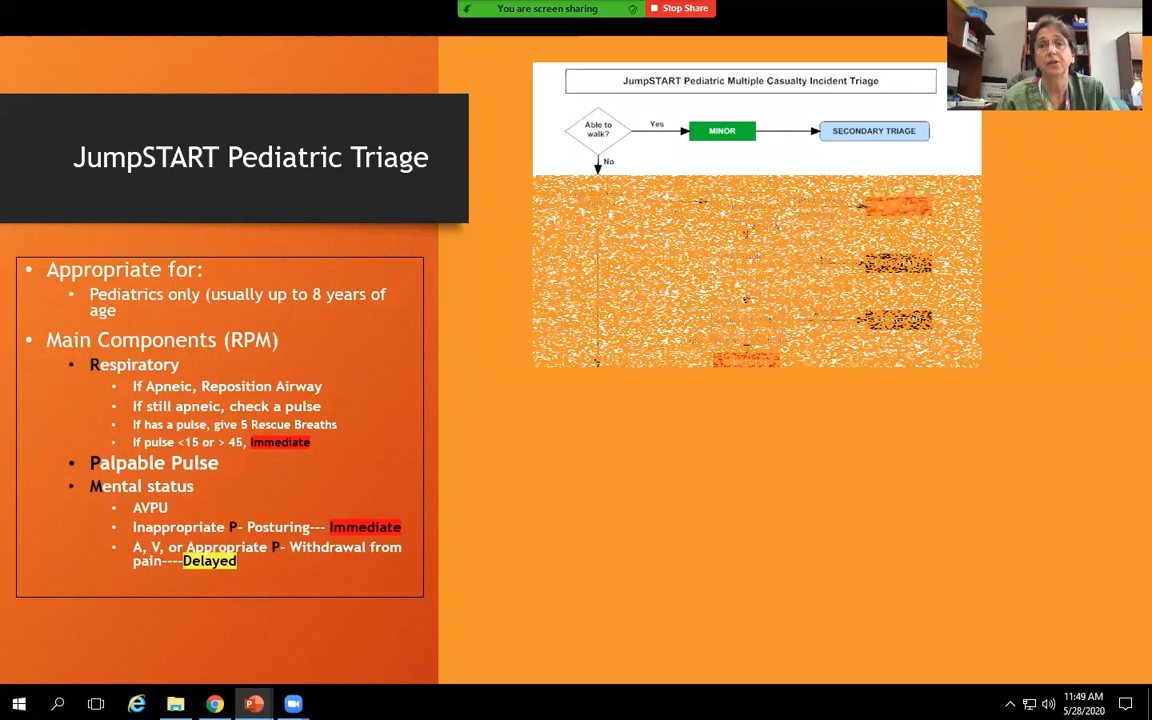 You are screen sharing
Stop Share
JumpSTART Pediatric Multiple Casualty Incident Triage
Able to
walk?
Yes
MINOR
SECONDARY TRIAGE
No
JumpSTART Pediatric Triage
• Appropriate for:
• Pediatrics only (usually up to 8 years of
age
• Main Components (RPM)
• Respiratory
• If Apneic, Reposition Airway
• If still apneic, check a pulse
• If has a pulse, give 5 Rescue Breaths
• If pulse <15 or > 45, Immediate
• Palpable Pulse
• Mental status
• AVPU
• Inappropriate P- Posturing--- Immediate
• A, V, or Appropriate P- Withdrawal from
pain----Delayed
11:49 AM
5/28/2020